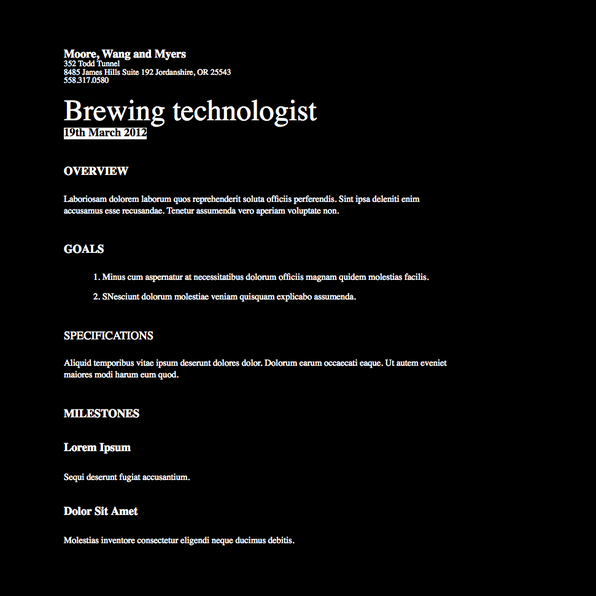 Moore, Wang and Myers
352 Todd Tunnel
8485 James Hills Suite 192 Jordanshire, OR 25543
558.317.0580
Brewing technologist
19th March 2012
OVERVIEW
Laboriosam dolorem laborum quos reprehenderit soluta officiis perferendis. Sint ipsa deleniti enim
accusamus esse recusandae. Tenetur assumenda vero aperiam voluptate non.
GOALS
1. Minus cum aspernatur at necessitatibus dolorum officiis magnam quidem molestias facilis.
2. SNesciunt dolorum molestiae veniam quisquam explicabo assumenda.
SPECIFICATIONS
Aliquid temporibus vitae ipsum deserunt dolores dolor. Dolorum earum occaecati eaque. Ut autem eveniet
maiores modi harum eum quod.
MILESTONES
Lorem Ipsum
Sequi deserunt fugiat accusantium.
Dolor Sit Amet
Molestias inventore consectetur eligendi neque ducimus debitis.